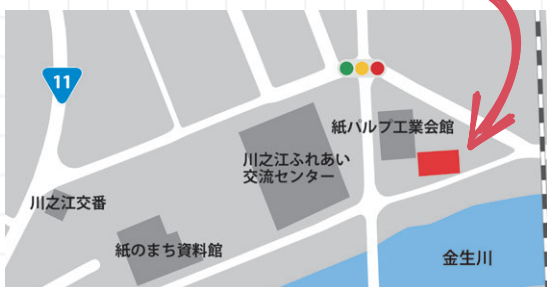 11
紙パルプ工業会館
川之江ふれあい
交流センター
川之江交番
紙のまち資料館
金生川